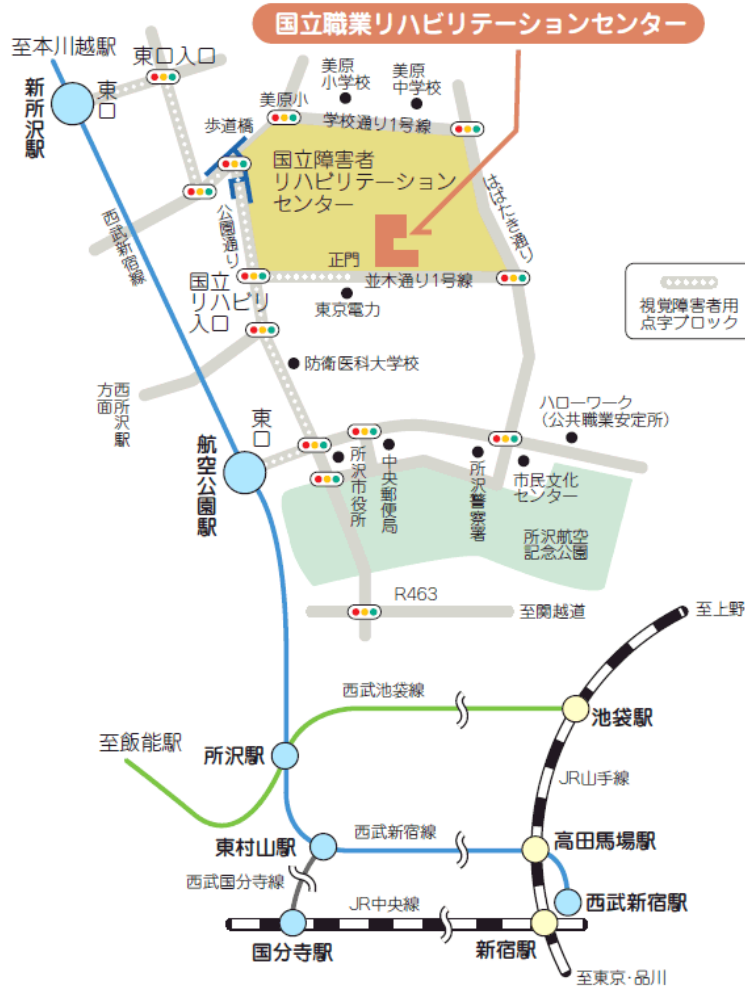 国立職業リハビリテーションセンター
至本川越駅
東口入口
東口
新所沢駅
美原
小学校
美原
中学校
美原小
学校通り1号線
歩道橋
国立障害者
リハビリテーション
センター
はばたき通り
公園通り
西武新宿線
正門
並木通り1号線
国立
リハビリ
入口
東京電力
視覚障害者用
点字ブロック
防衛医科大学校
西所沢駅
方面
東口
航空公園駅
ハローワーク
（公共職業安定所）
所沢市役所
中央郵便局
所沢警察署
市民文化
センター
所沢航空
記念公園
R463
至関越道
至上野
西武池袋線
池袋駅
至飯能駅
所沢駅
JR山手線
東村山駅
西武新宿線
高田馬場駅
西武国分寺線
JR中央線
西武新宿駅
国分寺駅
新宿駅
至東京・品川